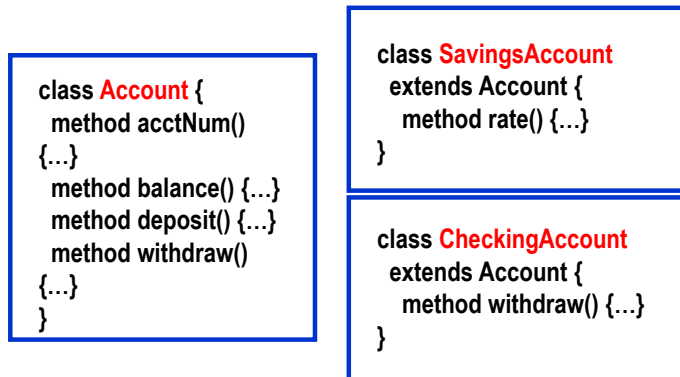 class Account {
method acctNum()
{…}
method balance() {…}
method deposit() {…}
method withdraw()
{…}
}
class SavingsAccount
extends Account {
method rate() {…}
}
class CheckingAccount
extends Account {
method withdraw() {…}
}